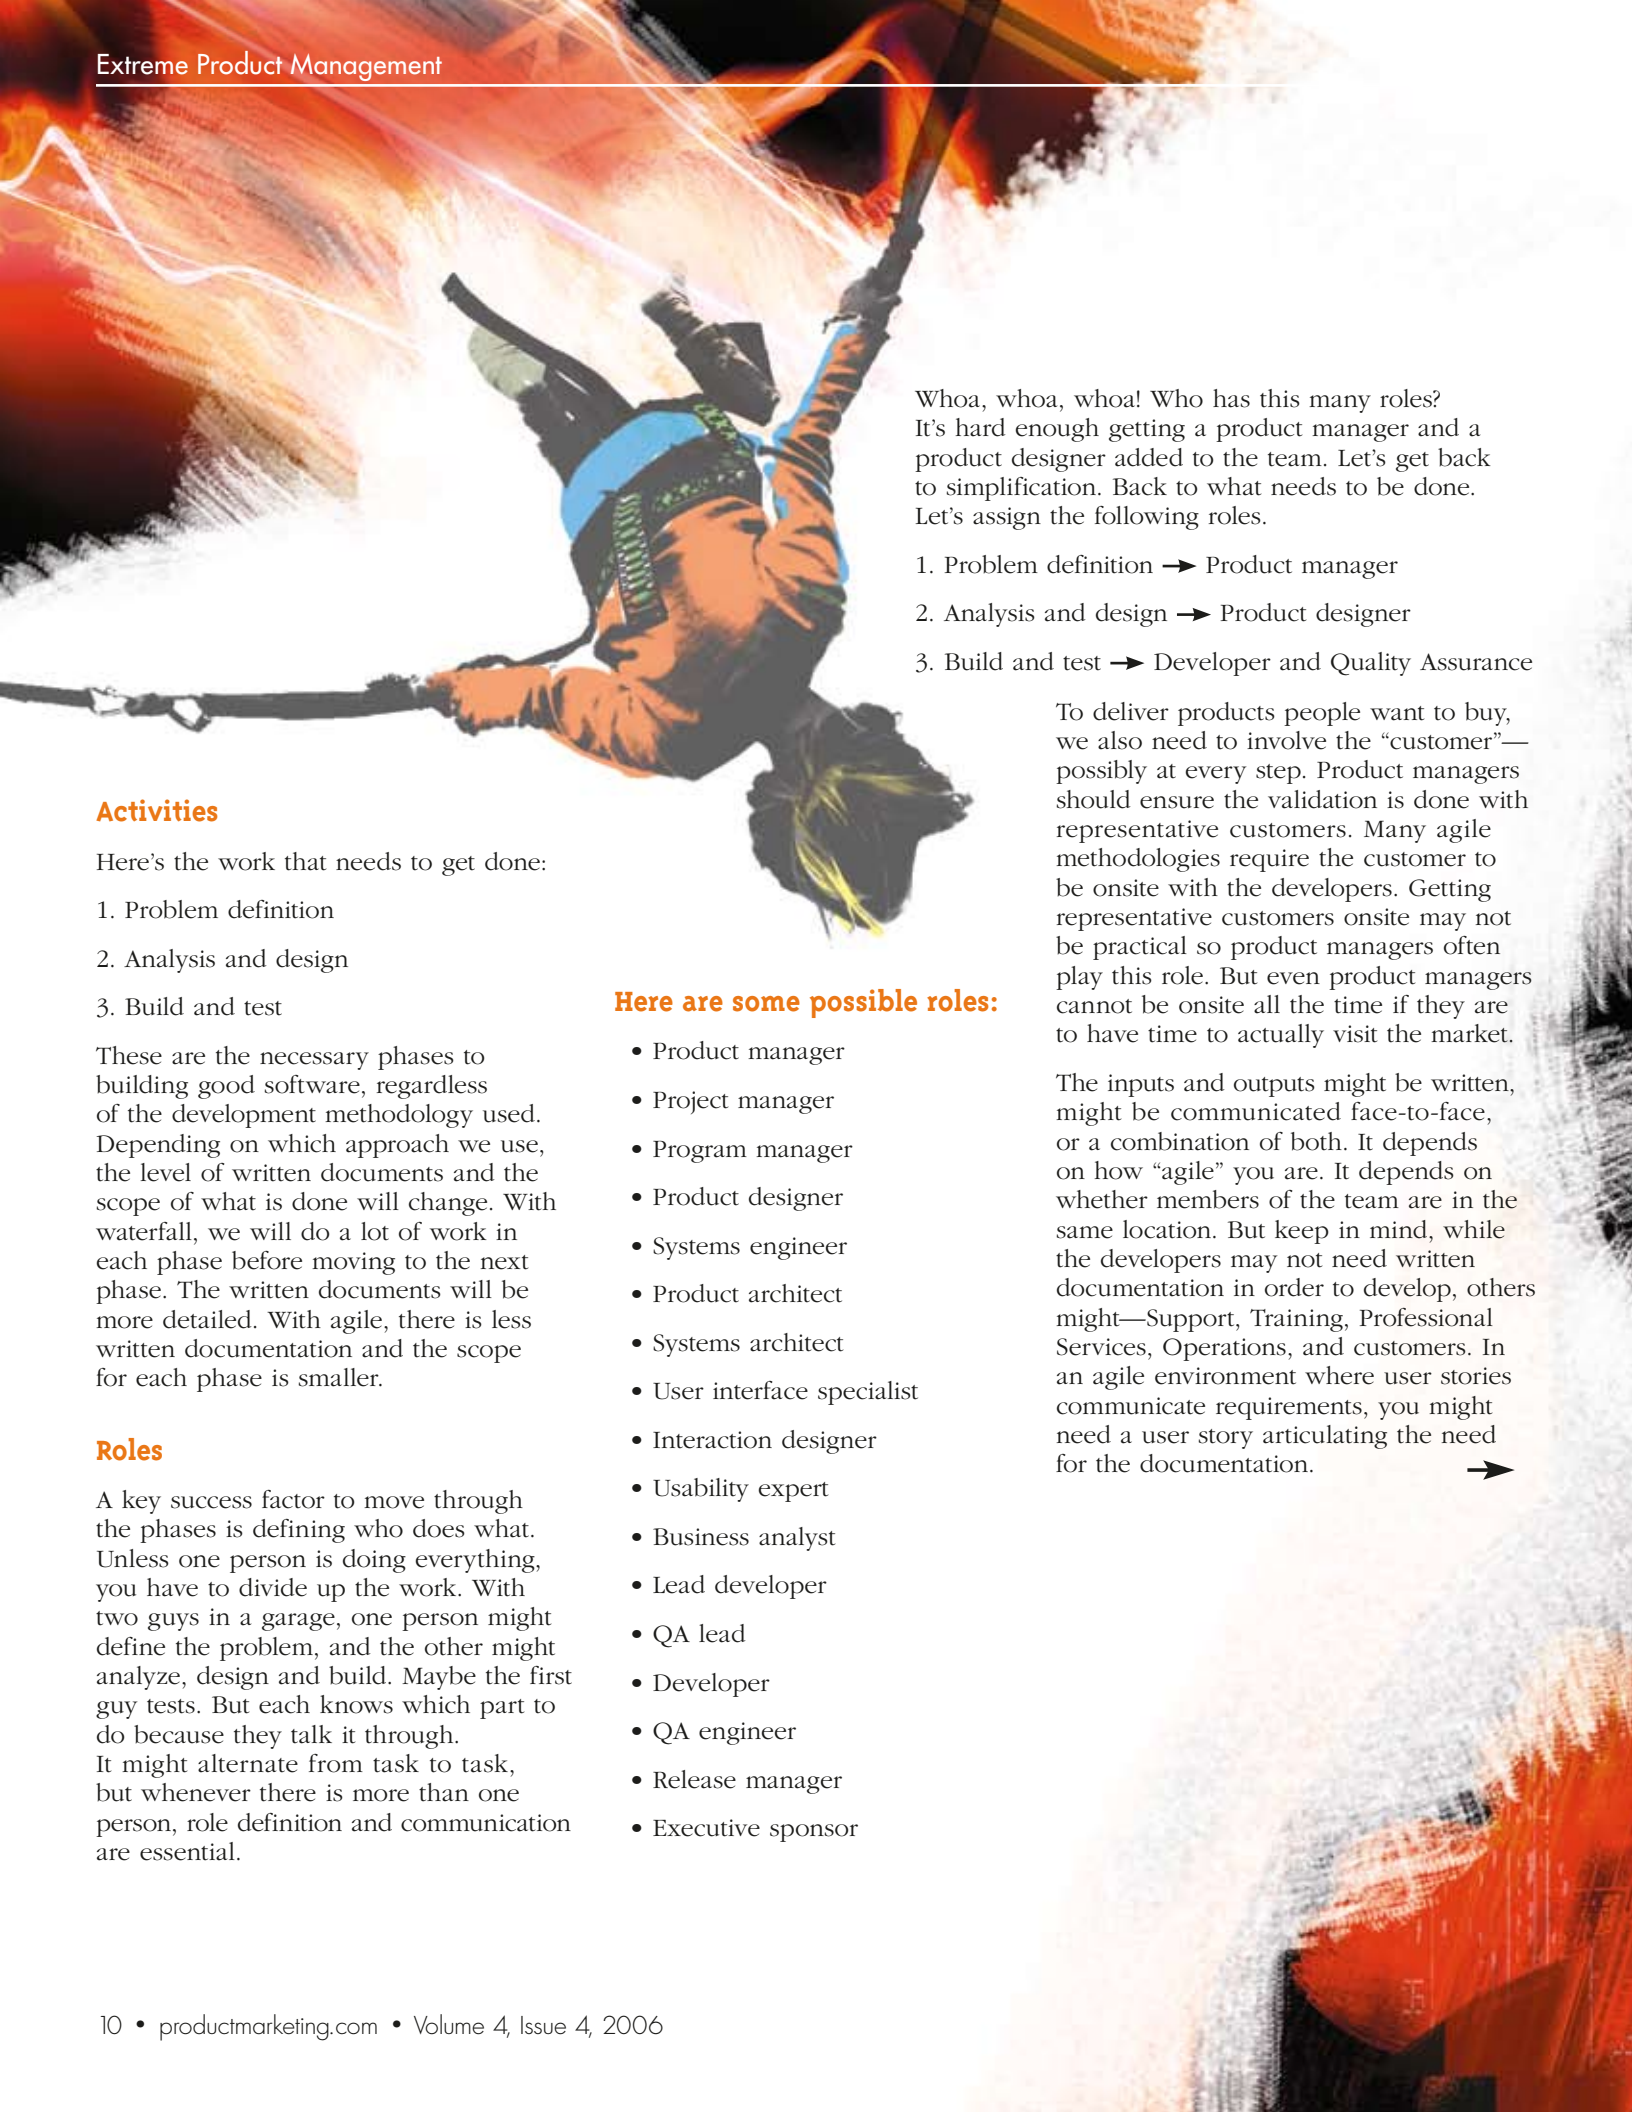 Extreme Product Management
Activities
Here’s the work that needs to get done:
1. Problem definition
2. Analysis and design
3. Build and test
These are the necessary phases to
building good software, regardless
of the development methodology used.
Depending on which approach we use,
the level of written documents and the
scope of what is done will change. With
waterfall, we will do a lot of work in
each phase before moving to the next
phase. The written documents will be
more detailed. With agile, there is less
written documentation and the scope
for each phase is smaller.
Roles
A key success factor to move through
the phases is defining who does what.
Unless one person is doing everything,
you have to divide up the work. With
two guys in a garage, one person might
define the problem, and the other might
analyze, design and build. Maybe the first
guy tests. But each knows which part to
do because they talk it through.
It might alternate from task to task,
but whenever there is more than one
person, role definition and communication
are essential.
Here are some possible roles:
• Product manager
• Project manager
• Program manager
• Product designer
• Systems engineer
• Product architect
• Systems architect
• User interface specialist
• Interaction designer
• Usability expert
• Business analyst
• Lead developer
• QA lead
• Developer
• QA engineer
• Release manager
• Executive sponsor
Whoa, whoa, whoa! Who has this many roles?
It’s hard enough getting a product manager and a
product designer added to the team. Let’s get back
to simplification. Back to what needs to be done.
Let’s assign the following roles.
1. Problem definition → Product manager
2. Analysis and design → Product designer
3. Build and test → Developer and Quality Assurance
To deliver products people want to buy,
we also need to involve the “customer”—
possibly at every step. Product managers
should ensure the validation is done with
representative customers. Many agile
methodologies require the customer to
be onsite with the developers. Getting
representative customers onsite may not
be practical so product managers often
play this role. But even product managers
cannot be onsite all the time if they are
to have time to actually visit the market.
The inputs and outputs might be written,
might be communicated face-to-face,
or a combination of both. It depends
on how “agile” you are. It depends on
whether members of the team are in the
same location. But keep in mind, while
the developers may not need written
documentation in order to develop, others
might—Support, Training, Professional
Services, Operations, and customers. In
an agile environment where user stories
communicate requirements, you might
need a user story articulating the need
for the documentation. →
10 • productmarketing.com • Volume 4, Issue 4, 2006